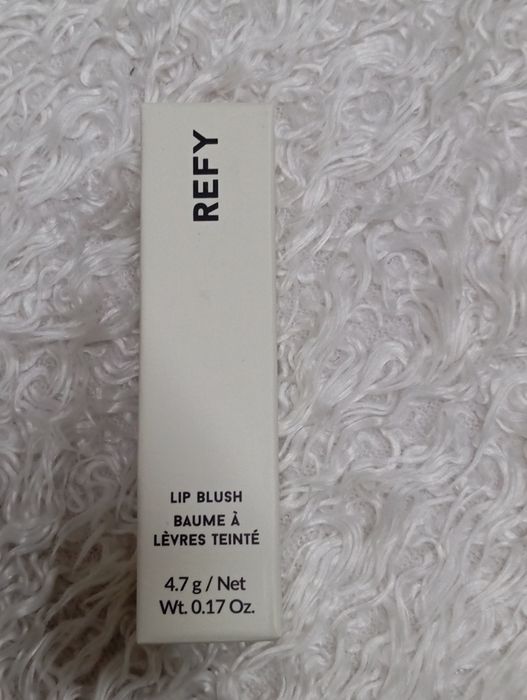 REFY
LIP BLUSH
BAUME À
LÈVRES TEINTÉ
4.7 g / Net
Wt. 0.17 Oz.